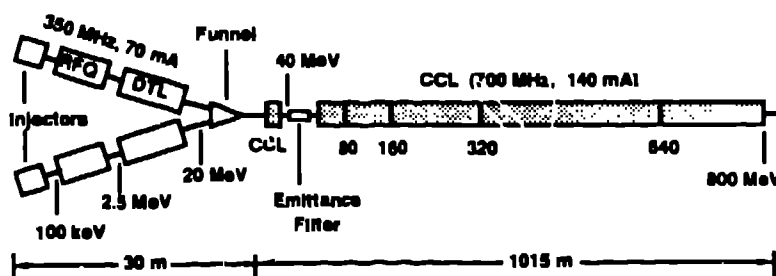 350 MHz, 70 mA
Funnel
RFQ
DTL
40 MeV
CCL (700 MHz, 140 mA)
Injectors
CCL
80
160
320
640
20 MeV
800 MeV
2.5 MeV
Emittance
Filter
100 keV
30 m
1015 m